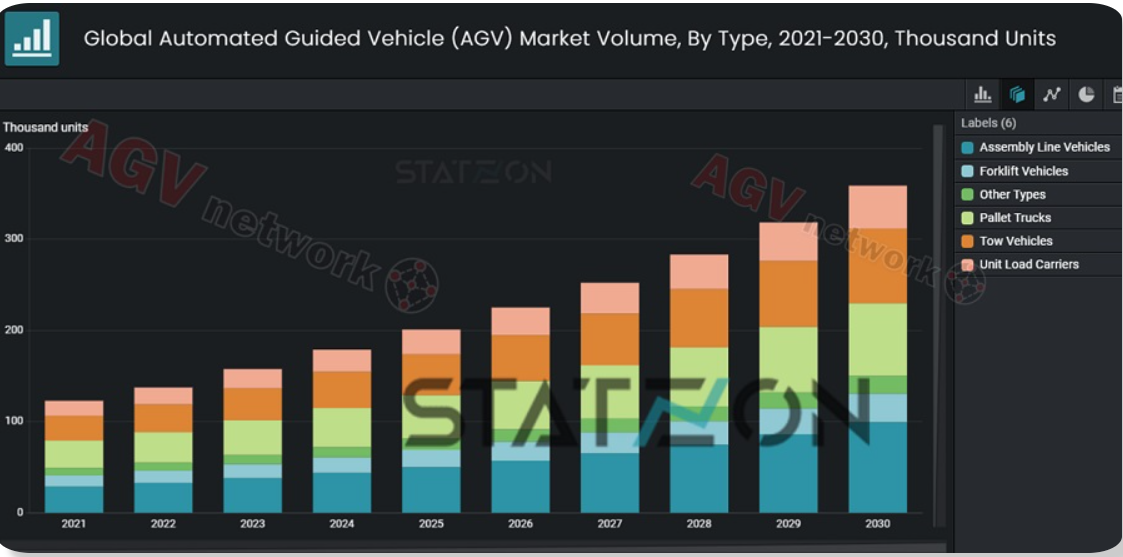 Global Automated Guided Vehicle (AGV) Market Volume, By Type, 2021-2030, Thousand Units
Thousand units
Labels (6)
Assembly Line Vehicles
Forklift Vehicles
Other Types
Pallet Trucks
Tow Vehicles
Unit Load Carriers
400
300
200
100
0
2021 2022 2023 2024 2025 2026 2027 2028 2029 2030
AGV network
AGV network
STATZON
STATZON